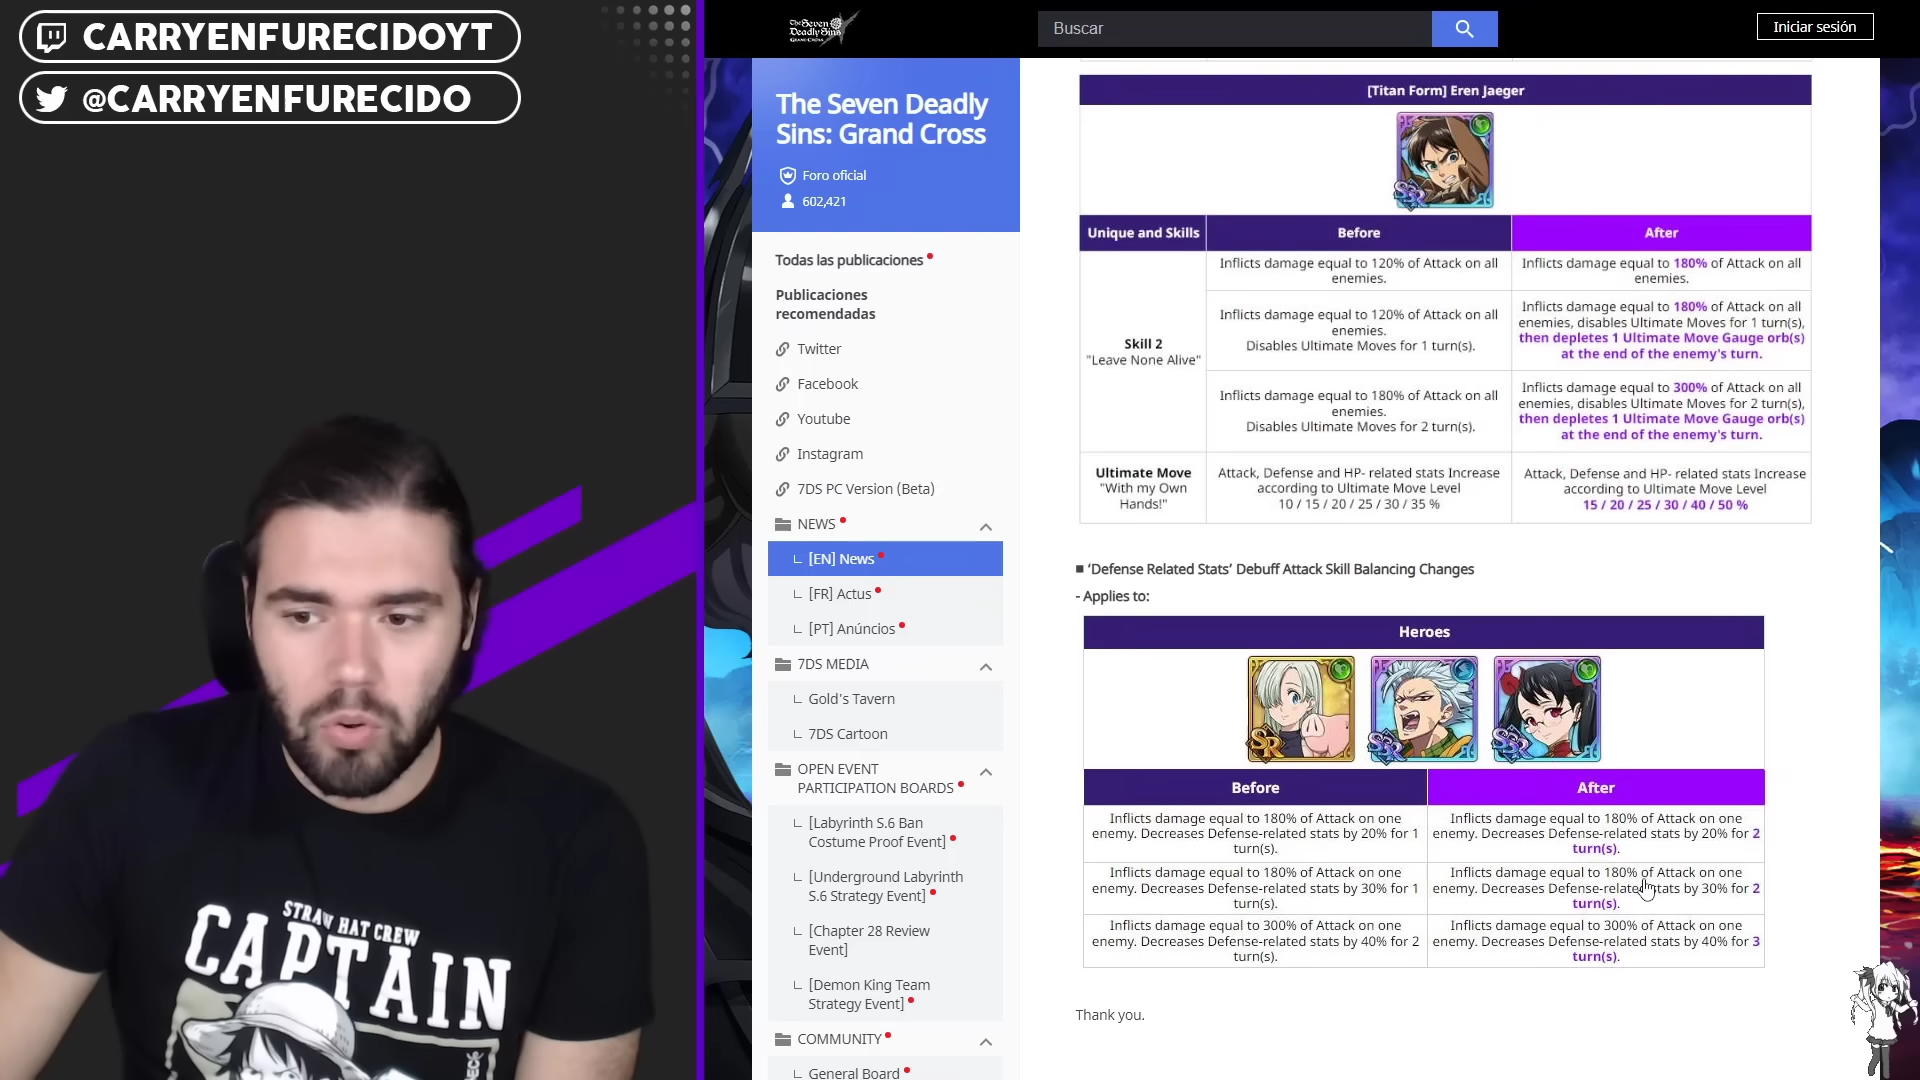 CARRYENFURECIDOYT
@CARRYENFURECIDO
STRAW HAT CREW
CAPTAIN
The Seven
Deadly Sins
GRAND CROSS
Buscar
Iniciar sesión
The Seven Deadly
Sins: Grand Cross
Foro oficial
602,421
Todas las publicaciones
Publicaciones
recomendadas
Twitter
Facebook
Youtube
Instagram
7DS PC Version (Beta)
NEWS
[EN] News
[FR] Actus
[PT] Anúncios
7DS MEDIA
Gold's Tavern
7DS Cartoon
OPEN EVENT
PARTICIPATION BOARDS
[Labyrinth S.6 Ban
Costume Proof Event]
[Underground Labyrinth
S.6 Strategy Event]
[Chapter 28 Review
Event]
[Demon King Team
Strategy Event]
COMMUNITY
General Board
[Titan Form] Eren Jaeger
SSR
Unique and Skills
Before
After
Skill 2
"Leave None Alive"
Inflicts damage equal to 120% of Attack on all
enemies.
Inflicts damage equal to 180% of Attack on all
enemies.
Inflicts damage equal to 120% of Attack on all
enemies.
Disables Ultimate Moves for 1 turn(s).
Inflicts damage equal to 180% of Attack on all
enemies, disables Ultimate Moves for 1 turn(s),
then depletes 1 Ultimate Move Gauge orb(s)
at the end of the enemy's turn.
Inflicts damage equal to 180% of Attack on all
enemies.
Disables Ultimate Moves for 2 turn(s).
Inflicts damage equal to 300% of Attack on all
enemies, disables Ultimate Moves for 2 turn(s),
then depletes 1 Ultimate Move Gauge orb(s)
at the end of the enemy's turn.
Ultimate Move
"With my Own
Hands!"
Attack, Defense and HP- related stats Increase
according to Ultimate Move Level
10 / 15 / 20 / 25 / 30 / 35 %
Attack, Defense and HP- related stats Increase
according to Ultimate Move Level
15 / 20 / 25 / 30 / 40 / 50 %
■ ‘Defense Related Stats’ Debuff Attack Skill Balancing Changes
- Applies to:
Heroes
SR
SSR
SSR
Before
After
Inflicts damage equal to 180% of Attack on one
enemy. Decreases Defense-related stats by 20% for 1
turn(s).
Inflicts damage equal to 180% of Attack on one
enemy. Decreases Defense-related stats by 20% for 2
turn(s).
Inflicts damage equal to 180% of Attack on one
enemy. Decreases Defense-related stats by 30% for 1
turn(s).
Inflicts damage equal to 180% of Attack on one
enemy. Decreases Defense-related stats by 30% for 2
turn(s).
Inflicts damage equal to 300% of Attack on one
enemy. Decreases Defense-related stats by 40% for 2
turn(s).
Inflicts damage equal to 300% of Attack on one
enemy. Decreases Defense-related stats by 40% for 3
turn(s).
Thank you.